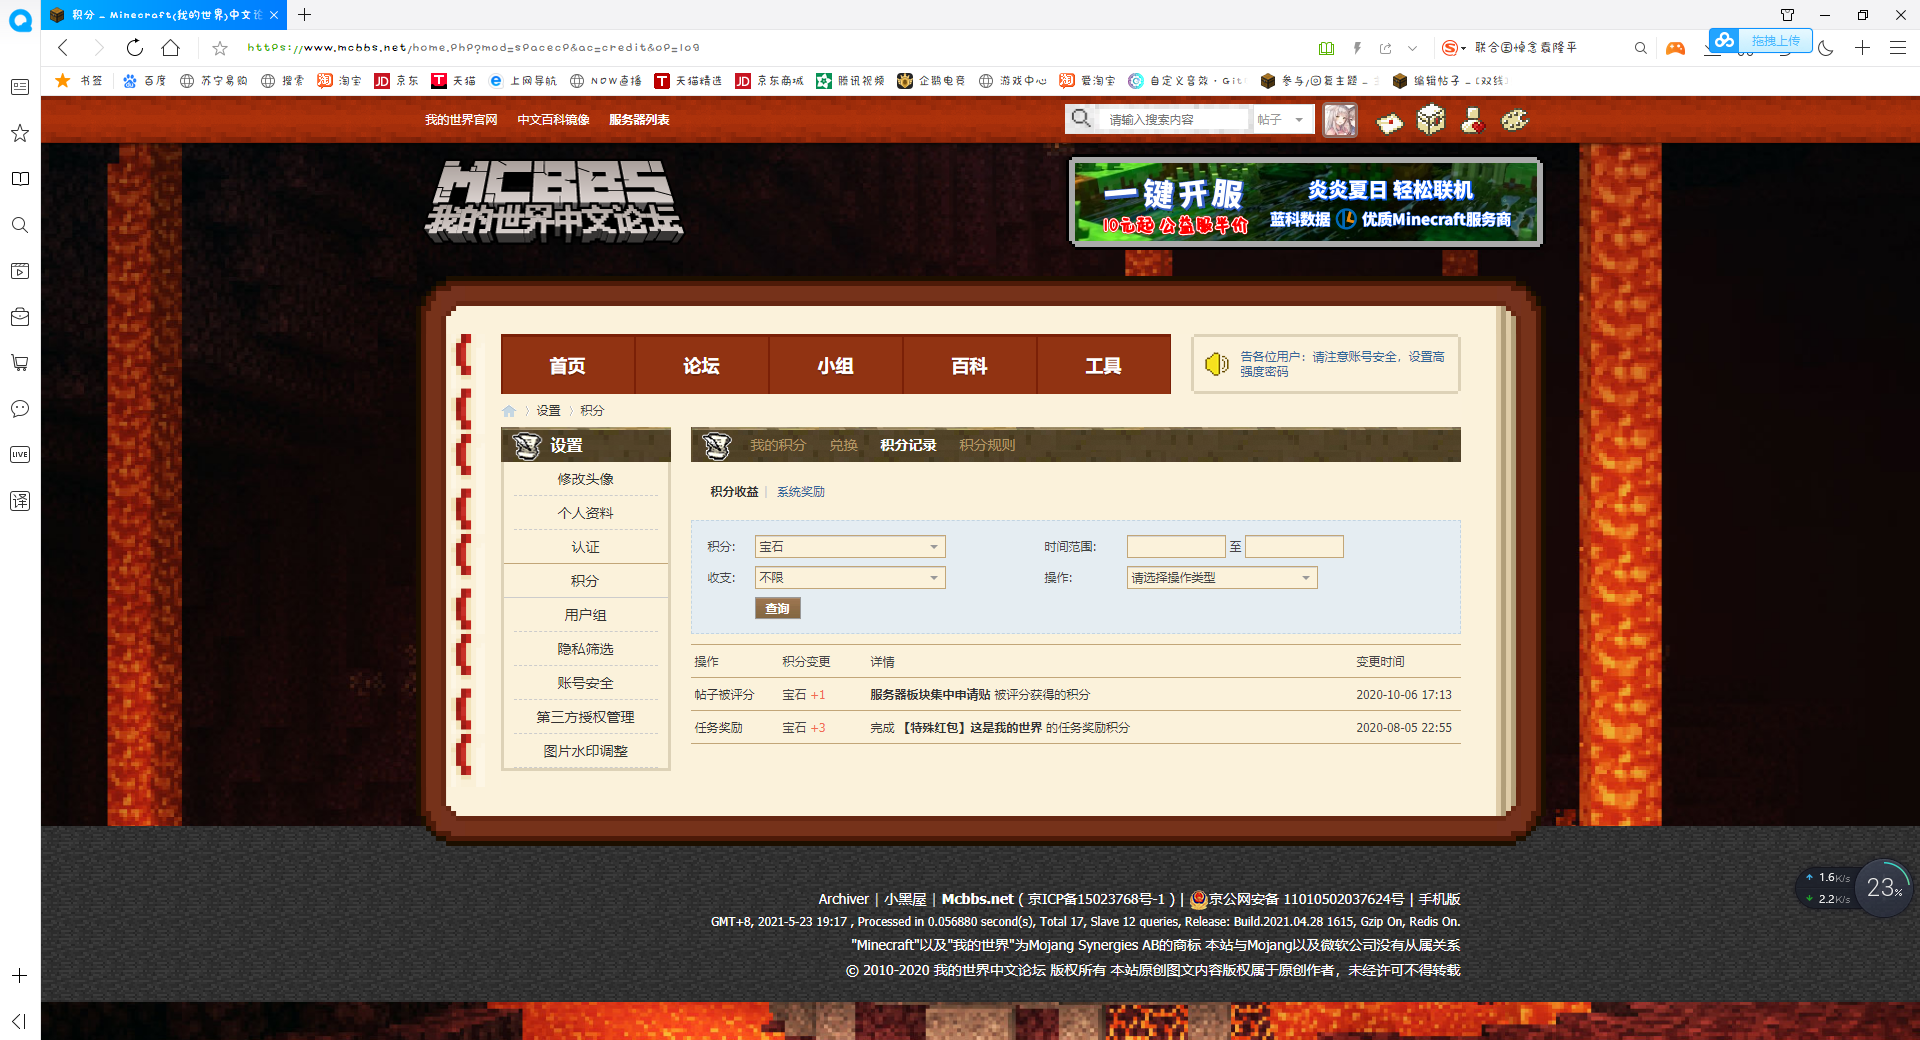 积分 - Minecraft(我的世界)中文论
https://www.mcbbs.net/home.php?mod=spacecp&ac=credit&op=log
联合国悼念袁隆平
拖拽上传
书签 百度 苏宁易购 搜索 淘宝 京东 天猫 上网导航 NOW直播 天猫精选 京东商城 腾讯视频 企鹅电竞 游戏中心 爱淘宝 自定义音效 · Git 参与/回复主题 - 编辑帖子 - [双线
我的世界官网 中文百科镜像 服务器列表
请输入搜索内容 帖子
MCBBS
我的世界中文论坛
一键开服
10元起 公益服半价
炎炎夏日 轻松联机
蓝科数据 优质Minecraft服务商
首页 论坛 小组 百科 工具
告各位用户：请注意账号安全，设置高
强度密码
设置 积分
设置
修改头像
个人资料
认证
积分
用户组
隐私筛选
账号安全
第三方授权管理
图片水印调整
我的积分 兑换 积分记录 积分规则
积分收益 系统奖励
积分: 宝石 时间范围: 至
收支: 不限 操作: 请选择操作类型
查询
操作 积分变更 详情 变更时间
帖子被评分 宝石 +1 服务器板块集中申请贴 被评分获得的积分 2020-10-06 17:13
任务奖励 宝石 +3 完成 【特殊红包】这是我的世界 的任务奖励积分 2020-08-05 22:55
LIVE
译
1.6K/s
2.2K/s
23%
Archiver | 小黑屋 | Mcbbs.net ( 京ICP备15023768号-1 ) | 京公网安备 11010502037624号 | 手机版
GMT+8, 2021-5-23 19:17 , Processed in 0.056880 second(s), Total 17, Slave 12 queries, Release: Build.2021.04.28 1615, Gzip On, Redis On.
"Minecraft"以及"我的世界"为Mojang Synergies AB的商标 本站与Mojang以及微软公司没有从属关系
© 2010-2020 我的世界中文论坛 版权所有 本站原创图文内容版权属于原创作者，未经许可不得转载